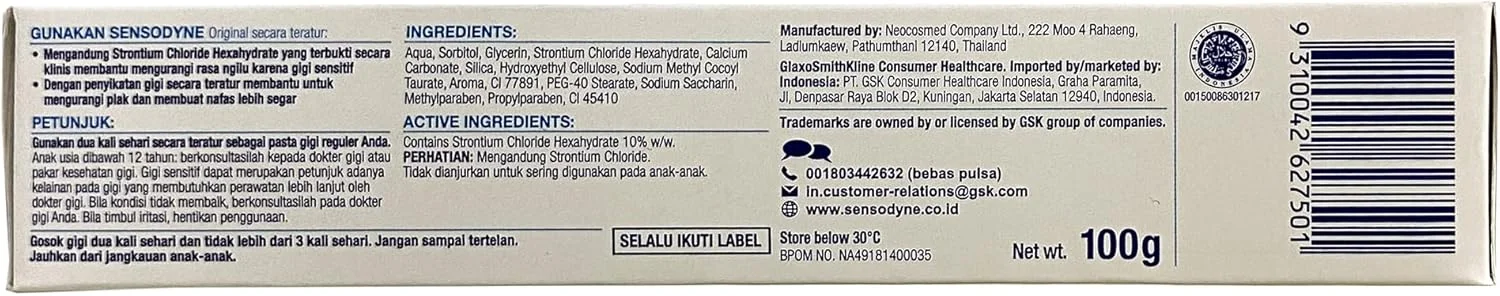 GUNAKAN SENSODYNE Original secara teratur:
• Mengandung Strontium Chloride Hexahydrate yang terbukti secara
klinis membantu mengurangi rasa ngilu karena gigi sensitif
• Dengan penyikatan gigi secara teratur membantu untuk
mengurangi plak dan membuat nafas lebih segar
PETUNJUK:
Gunakan dua kali sehari secara teratur sebagai pasta gigi reguler Anda.
Anak usia dibawah 12 tahun: berkonsultasilah kepada dokter gigi atau
pakar kesehatan gigi. Gigi sensitif dapat merupakan petunjuk adanya
kelainan pada gigi yang membutuhkan perawatan lebih lanjut oleh
dokter gigi. Bila kondisi tidak membaik, berkonsultasilah pada dokter
gigi Anda. Bila timbul iritasi, hentikan penggunaan.
Gosok gigi dua kali sehari dan tidak lebih dari 3 kali sehari. Jangan sampai tertelan.
Jauhkan dari jangkauan anak-anak.
INGREDIENTS:
Aqua, Sorbitol, Glycerin, Strontium Chloride Hexahydrate, Calcium
Carbonate, Silica, Hydroxyethyl Cellulose, Sodium Methyl Cocoyl
Taurate, Aroma, CI 77891, PEG-40 Stearate, Sodium Saccharin,
Methylparaben, Propylparaben, CI 45410
ACTIVE INGREDIENTS:
Contains Strontium Chloride Hexahydrate 10% w/w.
PERHATIAN: Mengandung Strontium Chloride.
Tidak dianjurkan untuk sering digunakan pada anak-anak.
SELALU IKUTI LABEL
Manufactured by: Neocosmed Company Ltd., 222 Moo 4 Rahaeng,
Ladlumkaew, Pathumthanl 12140, Thailand
GlaxoSmithKline Consumer Healthcare. Imported by/marketed by:
Indonesia: PT. GSK Consumer Healthcare Indonesia, Graha Paramita,
Jl, Denpasar Raya Blok D2, Kuningan, Jakarta Selatan 12940, Indonesia.
Trademarks are owned by or licensed by GSK group of companies.
001803442632 (bebas pulsa)
in.customer-relations@gsk.com
www.sensodyne.co.id
Store below 30°C
BPOM NO. NA49181400035
Net wt. 100g
MAJELIS ULAMA INDONESIA
00150086301217
9 310042 627501